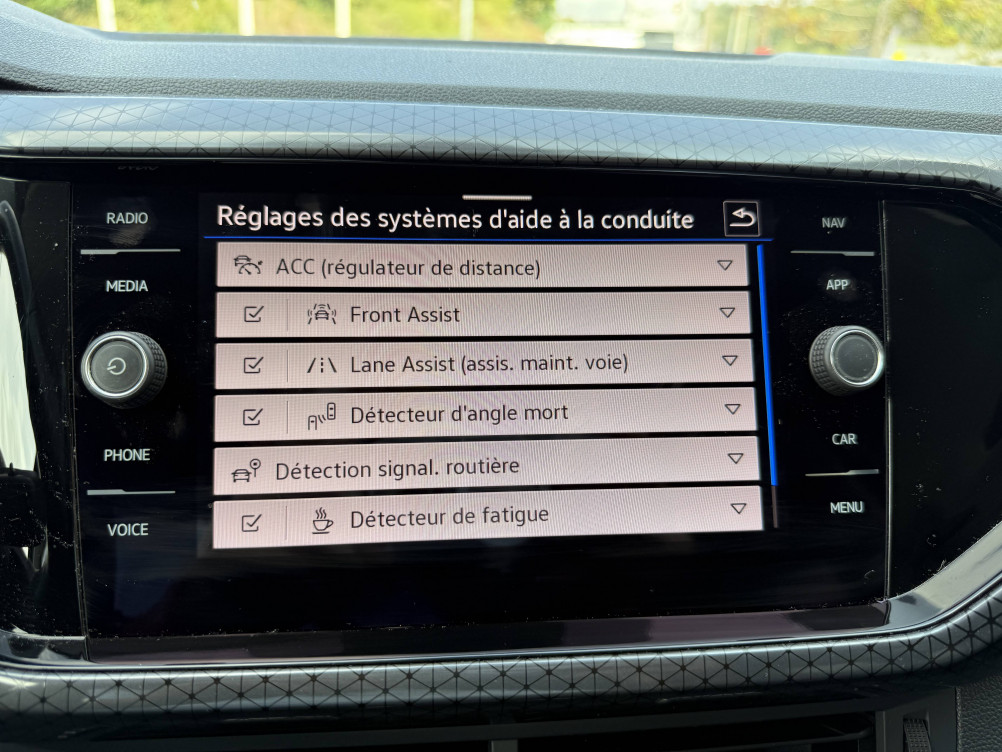 Réglages des systèmes d'aide à la conduite
RADIO
MEDIA
PHONE
VOICE
ACC (régulateur de distance)
Front Assist
Lane Assist (assis. maint. voie)
Détecteur d'angle mort
Détection signal. routière
Détecteur de fatigue
NAV
APP
CAR
MENU